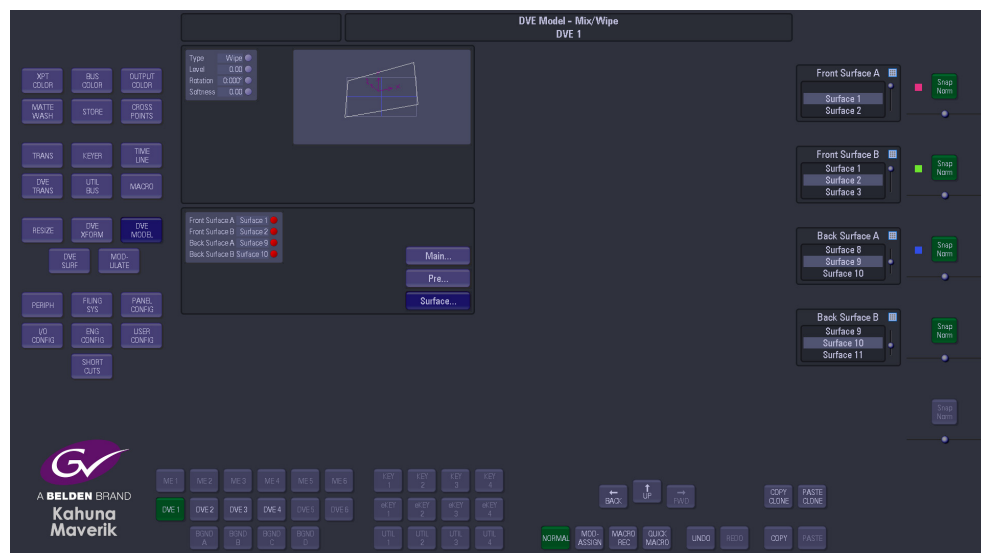 DVE Model - Mix/Wipe
DVE 1
Type Wipe
Level 0.00
Rotation 0.000°
Softness 0.00
XPT COLOR
BUS COLOR
OUTPUT COLOR
MATTE WASH
STORE
CROSS POINTS
TRANS
KEYER
TIME LINE
DVE TRANS
UTIL BUS
MACRO
RESIZE
DVE XFORM
DVE MODEL
DVE SURF
MOD- ULATE
PERIPH
FILING SYS
PANEL CONFIG
I/O CONFIG
ENG CONFIG
USER CONFIG
SHORT CUTS
Front Surface A Surface 1
Front Surface B Surface 2
Back Surface A Surface 9
Back Surface B Surface 10
Main...
Pre...
Surface...
Front Surface A
Surface 1
Surface 2
Snap Norm
Front Surface B
Surface 1
Surface 2
Surface 3
Snap Norm
Back Surface A
Surface 8
Surface 9
Surface 10
Snap Norm
Back Surface B
Surface 9
Surface 10
Surface 11
Snap Norm
Snap Norm
GV
A BELDEN BRAND
Kahuna
Maverik
ME 1 ME 2 ME 3 ME 4 ME 5 ME 6
DVE 1 DVE 2 DVE 3 DVE 4 DVE 5 DVE 6
BGND A BGND B BGND C BGND D
KEY 1 KEY 2 KEY 3 KEY 4
eKEY 1 eKEY 2 eKEY 3 eKEY 4
UTIL 1 UTIL 2 UTIL 3 UTIL 4
BACK UP FWD
COPY CLONE PASTE CLONE
NORMAL MOD- ASSIGN MACRO REC QUICK MACRO UNDO REDO COPY PASTE